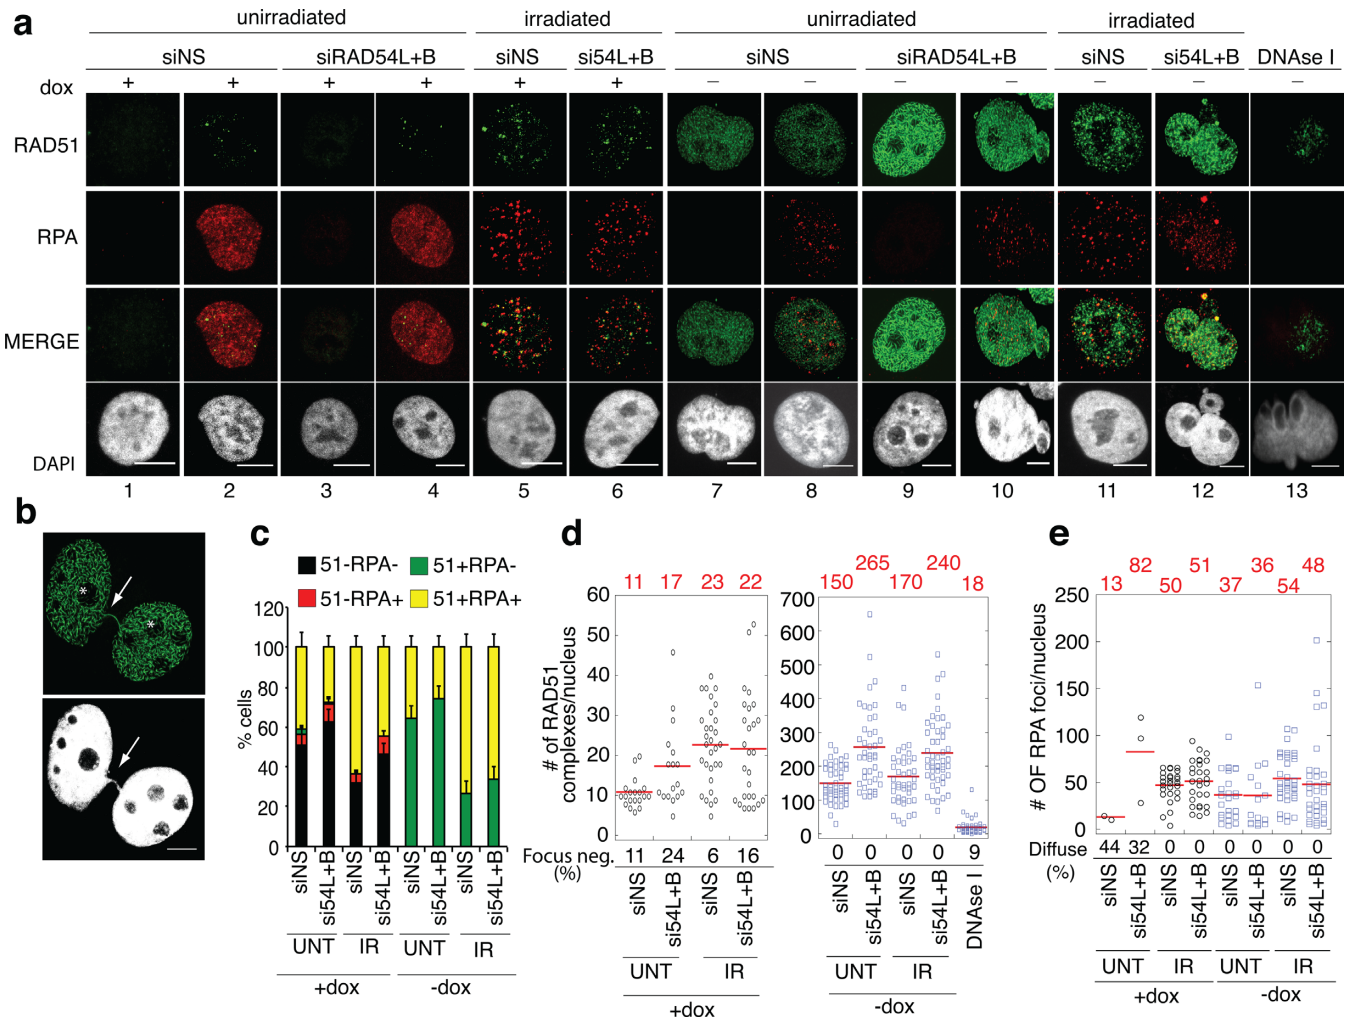 a
unirradiated irradiated unirradiated irradiated
siNS siRAD54L+B siNS si54L+B siNS siRAD54L+B siNS si54L+B DNAse I
dox + + + + + + – – – – – – –
RAD51
RPA
MERGE
DAPI
1 2 3 4 5 6 7 8 9 10 11 12 13
b
* *
c
51-RPA- 51+RPA-
51-RPA+ 51+RPA+
% cells
120
100
80
60
40
20
0
siNS si54L+B siNS si54L+B siNS si54L+B siNS si54L+B
UNT IR UNT IR
+dox -dox
d
# of RAD51
complexes/nucleus
11 17 23 22
60
50
40
30
20
10
0
Focus neg.
(%)
11 24 6 16
siNS si54L+B siNS si54L+B
UNT IR
+dox
150 265 170 240 18
700
600
500
400
300
200
100
0
0 0 0 0 9
siNS si54L+B siNS si54L+B DNAse I
UNT IR
-dox
e
# OF RPA foci/nucleus
13 82 50 51 37 36 54 48
250
200
150
100
50
0
Diffuse
(%)
44 32 0 0 0 0 0 0
siNS si54L+B siNS si54L+B siNS si54L+B siNS si54L+B
UNT IR UNT IR
+dox -dox